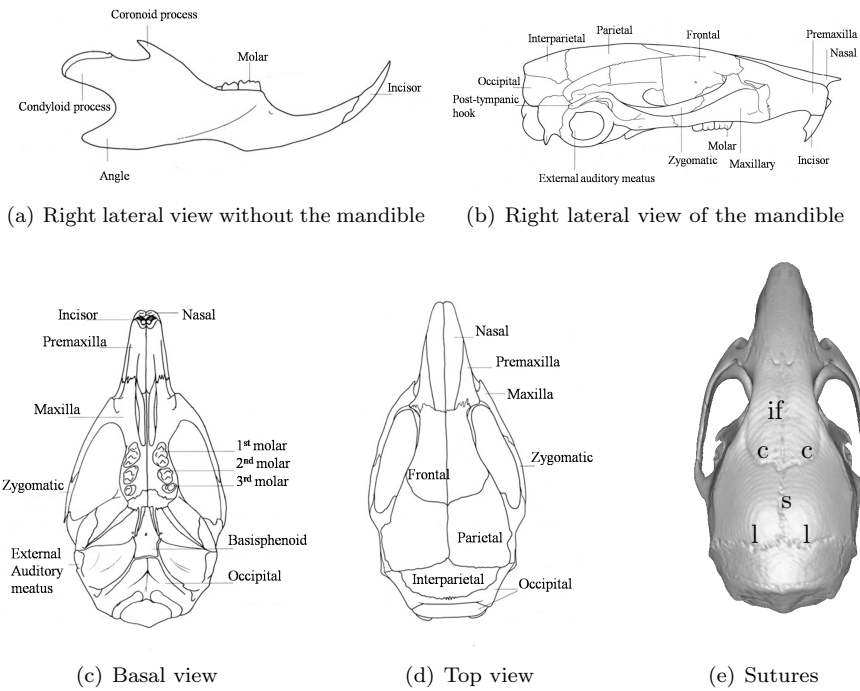 Coronoid process
Molar
Incisor
Condyloid process
Angle
(a) Right lateral view without the mandible
Parietal
Interparietal
Frontal
Premaxilla
Nasal
Occipital
Post-tympanic
hook
Molar
Zygomatic
Maxillary
Incisor
External auditory meatus
(b) Right lateral view of the mandible
Incisor
Nasal
Premaxilla
Maxilla
1st molar
2nd molar
3rd molar
Zygomatic
Basisphenoid
External
Auditory
meatus
Occipital
(c) Basal view
Nasal
Premaxilla
Maxilla
Zygomatic
Frontal
Parietal
Interparietal
Occipital
(d) Top view
if
c c
s
l l
(e) Sutures